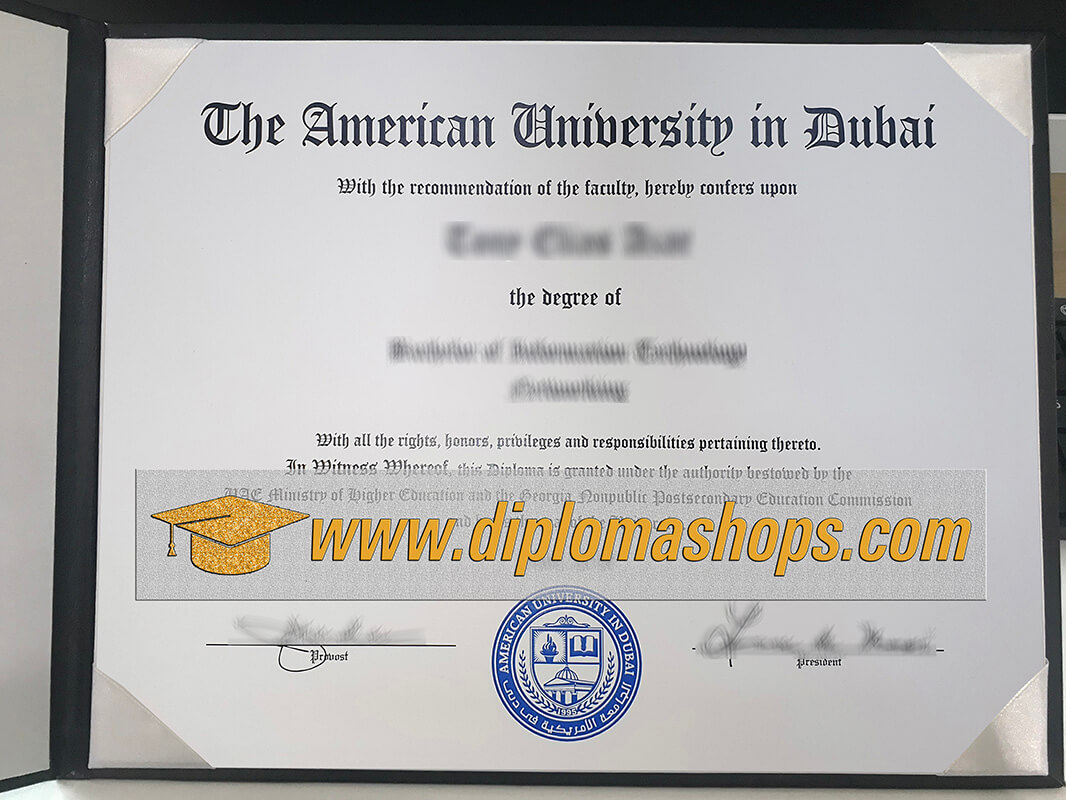 The American University in Dubai
With the recommendation of the faculty, hereby confers upon
the degree of
With all the rights, honors, privileges and responsibilities pertaining thereto.
In Witness Whereof, this Diploma is granted under the authority bestowed by the
UAE Ministry of Higher Education and the Georgia Nonpublic Postsecondary Education Commission
www.diplomashops.com
Provost
President
AMERICAN UNIVERSITY IN DUBAI
1995
الجامعة الأمريكية في دبي